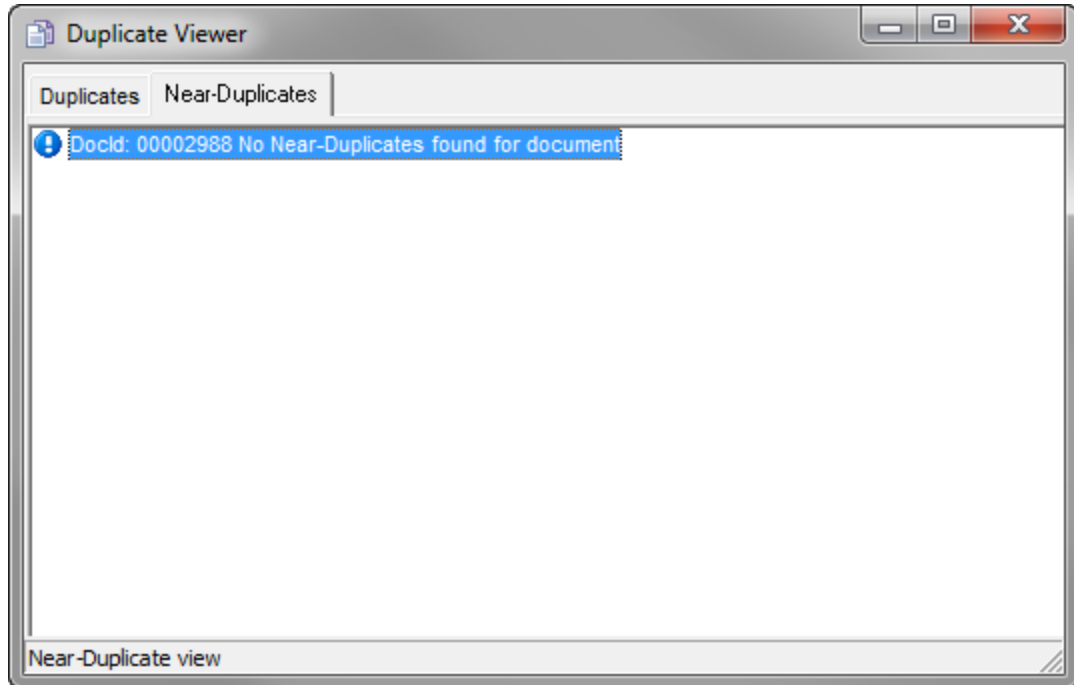 Duplicate Viewer
Duplicates Near-Duplicates
DocId: 00002988 No Near-Duplicates found for document
Near-Duplicate view